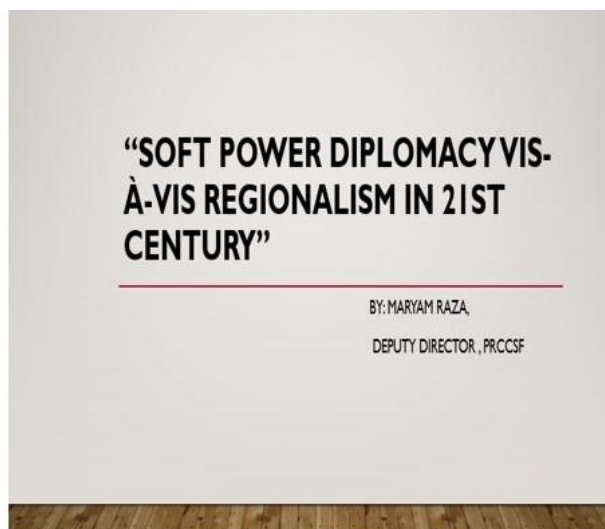 “SOFT POWER DIPLOMACY VIS-
À-VIS REGIONALISM IN 21ST
CENTURY”
BY: MARYAM RAZA,
DEPUTY DIRECTOR , PRCCSF